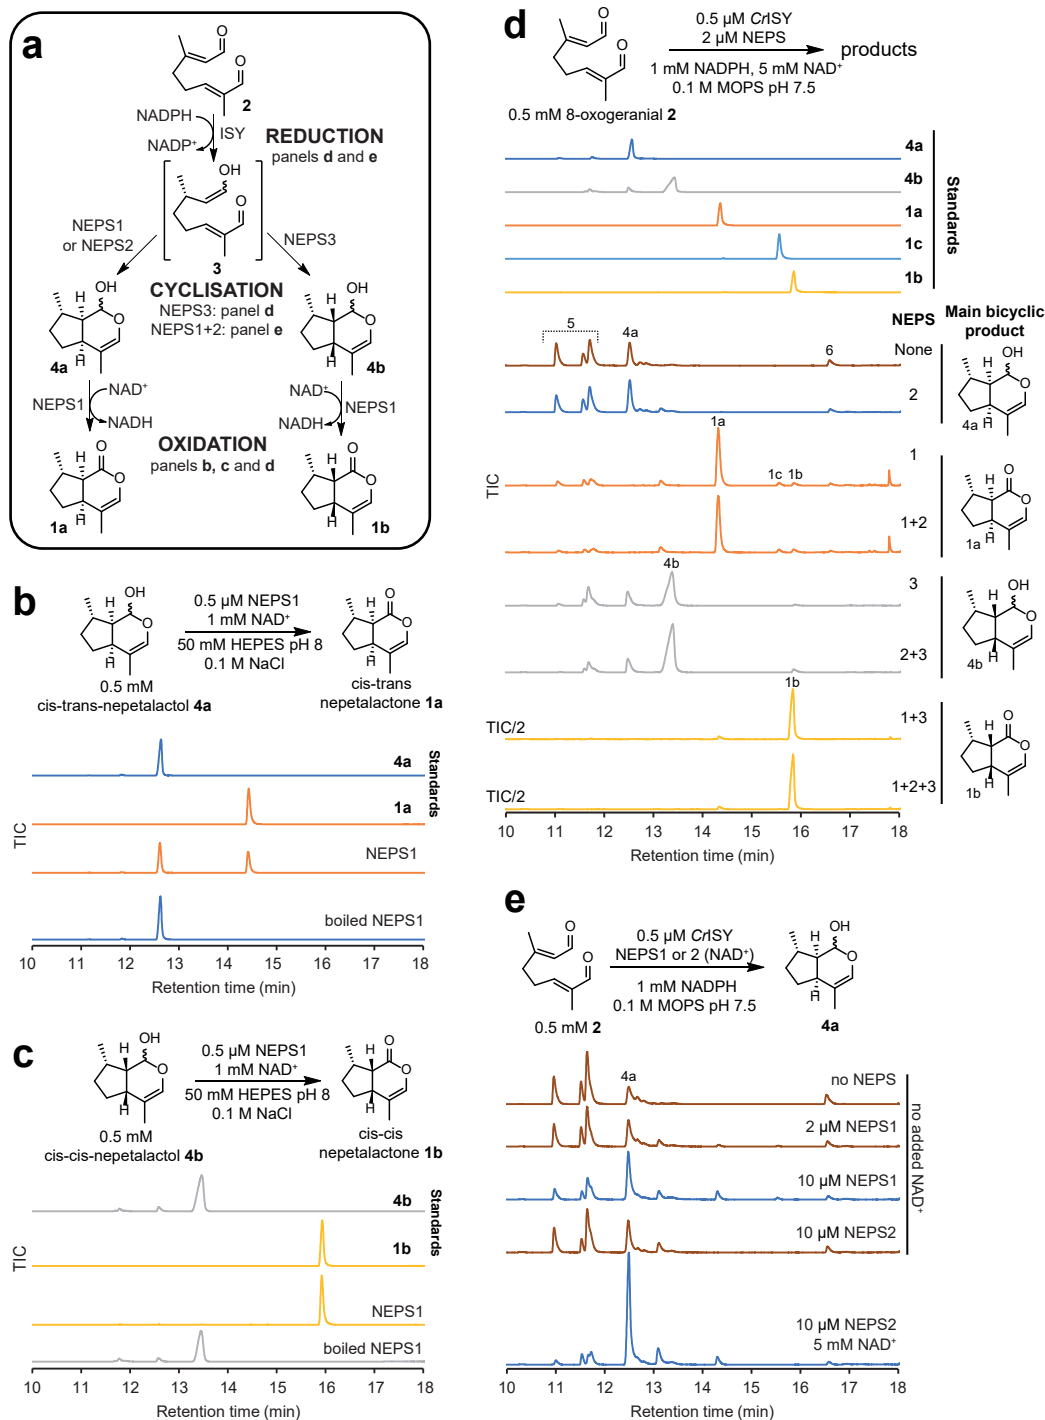 a
O
O
2
NADPH
ISY
NADP+
REDUCTION
panels d and e
OH
O
3
NEPS1
or NEPS2
NEPS3
CYCLISATION
NEPS3: panel d
NEPS1+2: panel e
H
OH
O
H
4a
H
OH
O
H
4b
NAD+
NEPS1
NADH
NAD+
NEPS1
NADH
OXIDATION
panels b, c and d
H
O
O
H
1a
H
O
O
H
1b
b
H
OH
O
H
0.5 mM
cis-trans-nepetalactol 4a
0.5 µM NEPS1
1 mM NAD+
50 mM HEPES pH 8
0.1 M NaCl
H
O
O
H
cis-trans
nepetalactone 1a
4a
1a
Standards
NEPS1
boiled NEPS1
TIC
10 11 12 13 14 15 16 17 18
Retention time (min)
c
H
OH
O
H
0.5 mM
cis-cis-nepetalactol 4b
0.5 µM NEPS1
1 mM NAD+
50 mM HEPES pH 8
0.1 M NaCl
H
O
O
H
cis-cis
nepetalactone 1b
4b
1b
Standards
NEPS1
boiled NEPS1
TIC
10 11 12 13 14 15 16 17 18
Retention time (min)
d
O
O
0.5 mM 8-oxogeranial 2
0.5 µM CrISY
2 µM NEPS
1 mM NADPH, 5 mM NAD+
0.1 M MOPS pH 7.5
products
4a
4b
1a
1c
1b
Standards
NEPS
Main bicyclic
product
5
4a
6
None
2
H
OH
O
H
4a
1a
1c 1b
1
1+2
H
O
O
H
1a
4b
3
2+3
H
OH
O
H
4b
1b
TIC/2
1+3
TIC/2
1+2+3
H
O
O
H
1b
TIC
10 11 12 13 14 15 16 17 18
Retention time (min)
e
O
O
0.5 mM 2
0.5 µM CrISY
NEPS1 or 2 (NAD+)
1 mM NADPH
0.1 M MOPS pH 7.5
H
OH
O
H
4a
4a
no NEPS
2 µM NEPS1
10 µM NEPS1
10 µM NEPS2
no added NAD+
10 µM NEPS2
5 mM NAD+
10 11 12 13 14 15 16 17 18
Retention time (min)